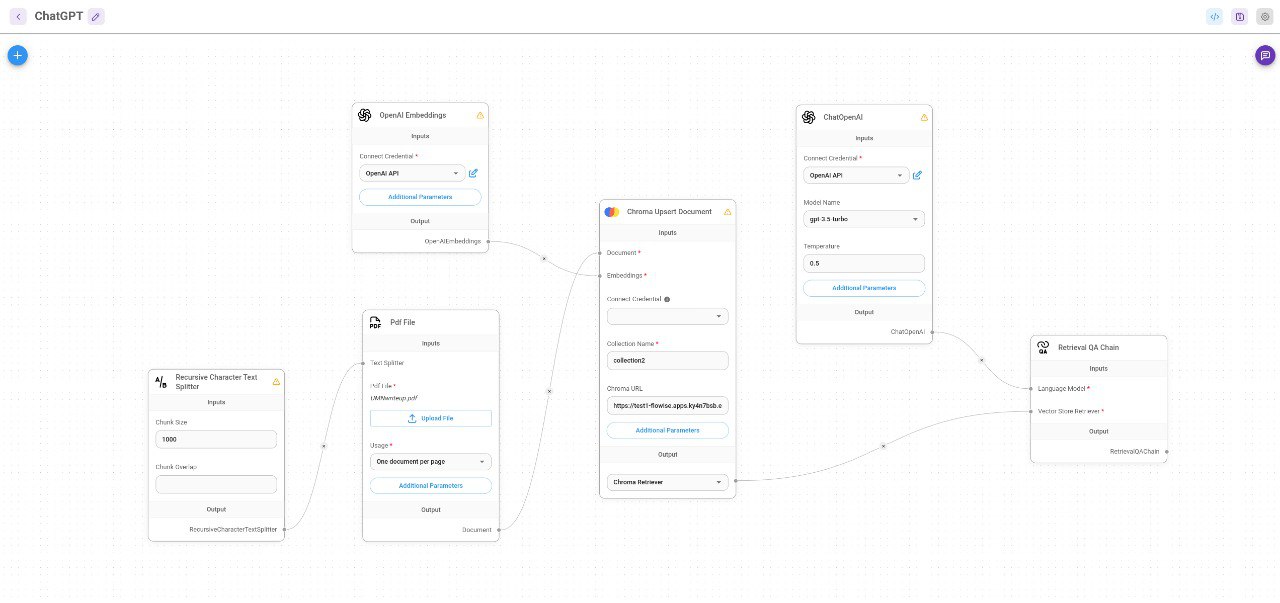 ChatGPT
OpenAI Embeddings
Inputs
Connect Credential *
OpenAI API
Additional Parameters
Output
OpenAIEmbeddings
ChatOpenAI
Inputs
Connect Credential *
OpenAI API
Model Name
gpt-3.5-turbo
Temperature
0.5
Additional Parameters
Output
ChatOpenAI
Chroma Upsert Document
Inputs
Document *
Embeddings *
Connect Credential
Collection Name *
collection2
Chroma URL
https://test1-flowise.apps.ky4n7bsb.e
Additional Parameters
Output
Chroma Retriever
PDF
Pdf File
Inputs
Text Splitter
Pdf File *
Upload File
Usage *
One document per page
Additional Parameters
Output
Document
QA
Retrieval QA Chain
Inputs
Language Model *
Vector Store Retriever *
Output
RetrievalQAChain
A/B
Recursive Character Text
Splitter
Inputs
Chunk Size
1000
Chunk Overlap
Output
RecursiveCharacterTextSplitter